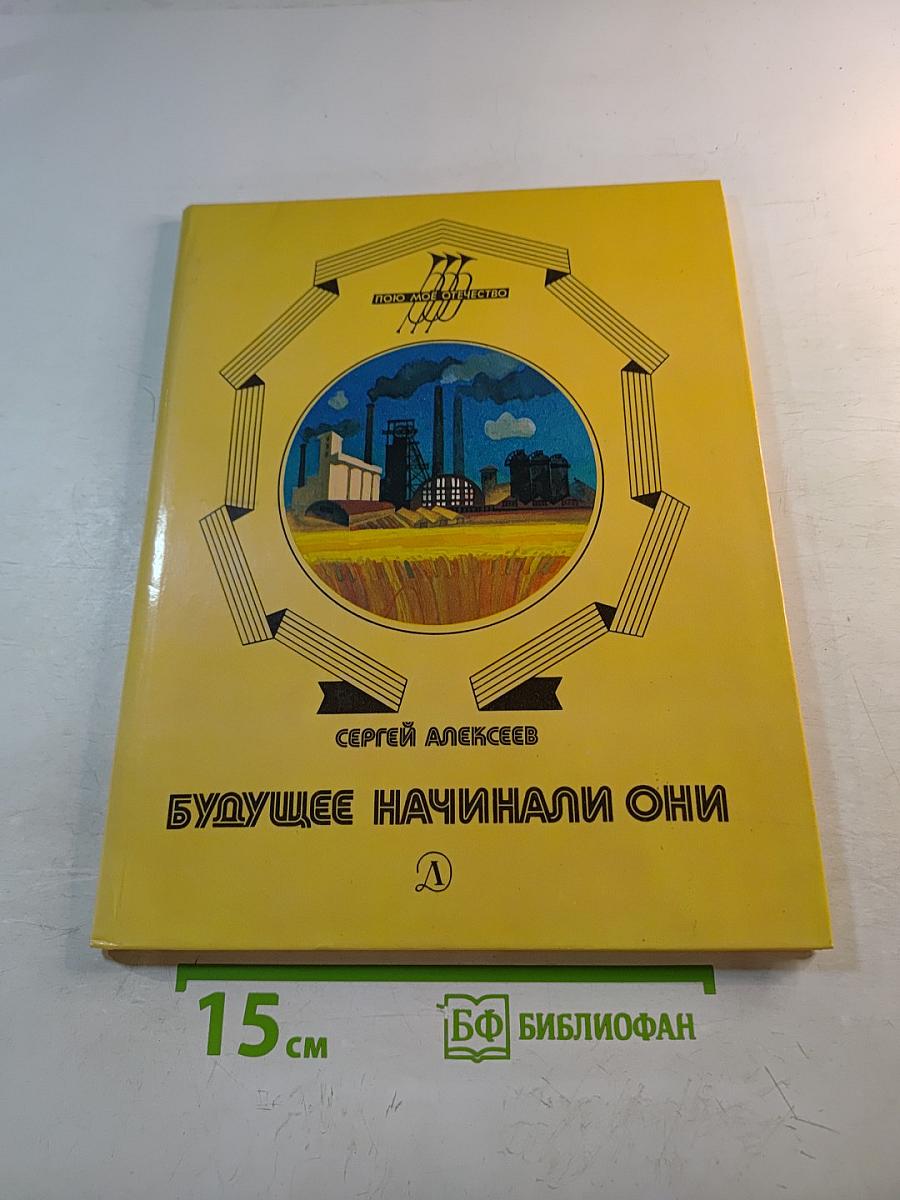 ПОЮ МОЁ ОТЕЧЕСТВО
СЕРГЕЙ АЛЕКСЕЕВ
БУДУЩЕЕ НАЧИНАЛИ ОНИ
Д
15 см
БФ БИБЛИОФАН